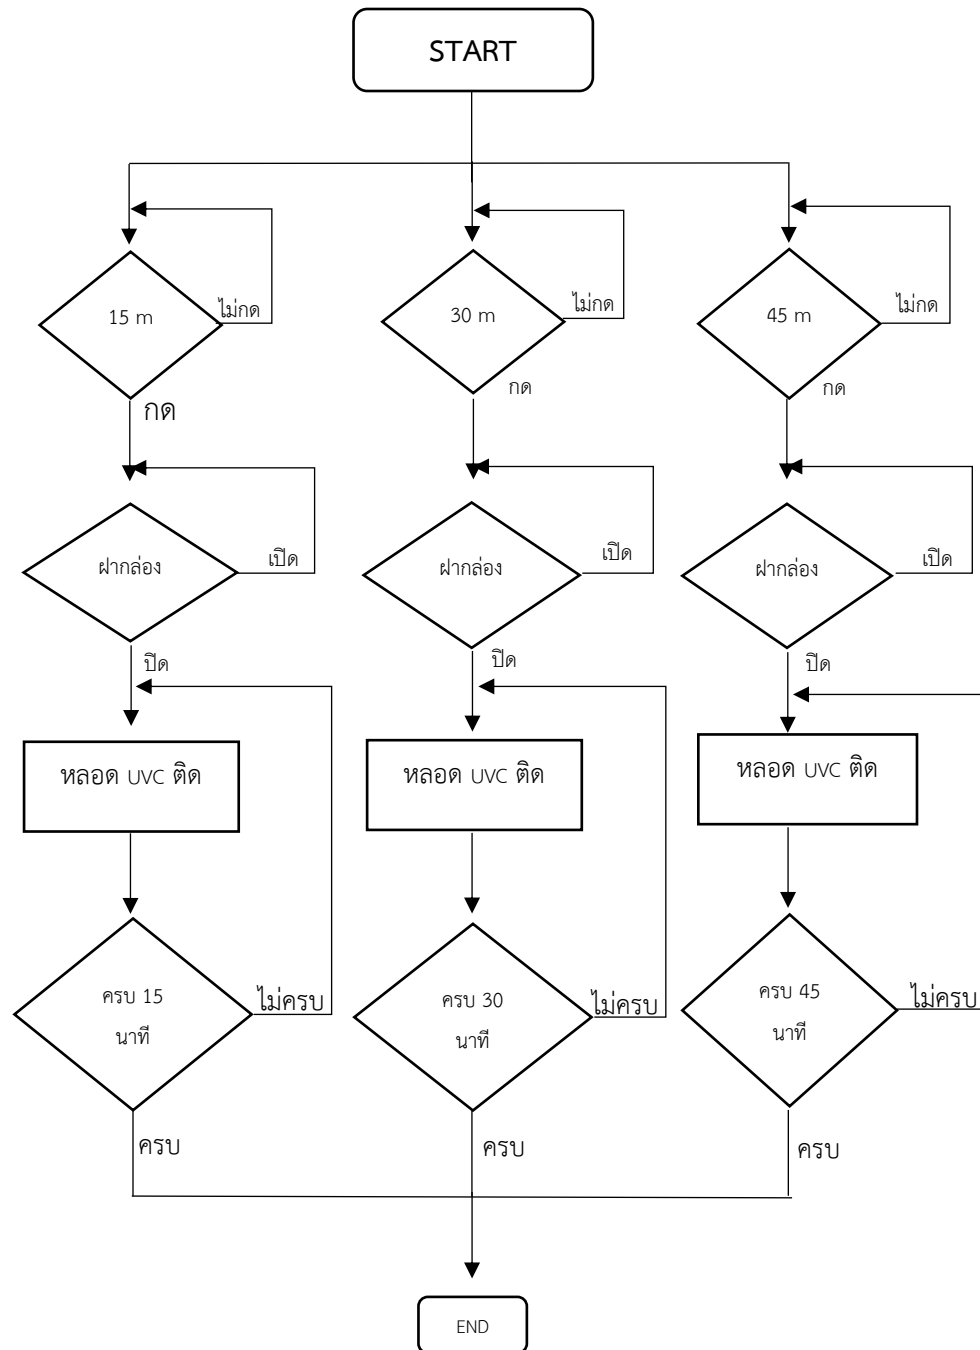 START
15 m
ไม่กด
30 m
ไม่กด
45 m
ไม่กด
กด
กด
กด
ฝากล่อง
เปิด
ฝากล่อง
เปิด
ฝากล่อง
เปิด
ปิด
ปิด
ปิด
หลอด UVC ติด
หลอด UVC ติด
หลอด UVC ติด
ครบ 15
นาที
ไม่ครบ
ครบ 30
นาที
ไม่ครบ
ครบ 45
นาที
ไม่ครบ
ครบ
ครบ
ครบ
END